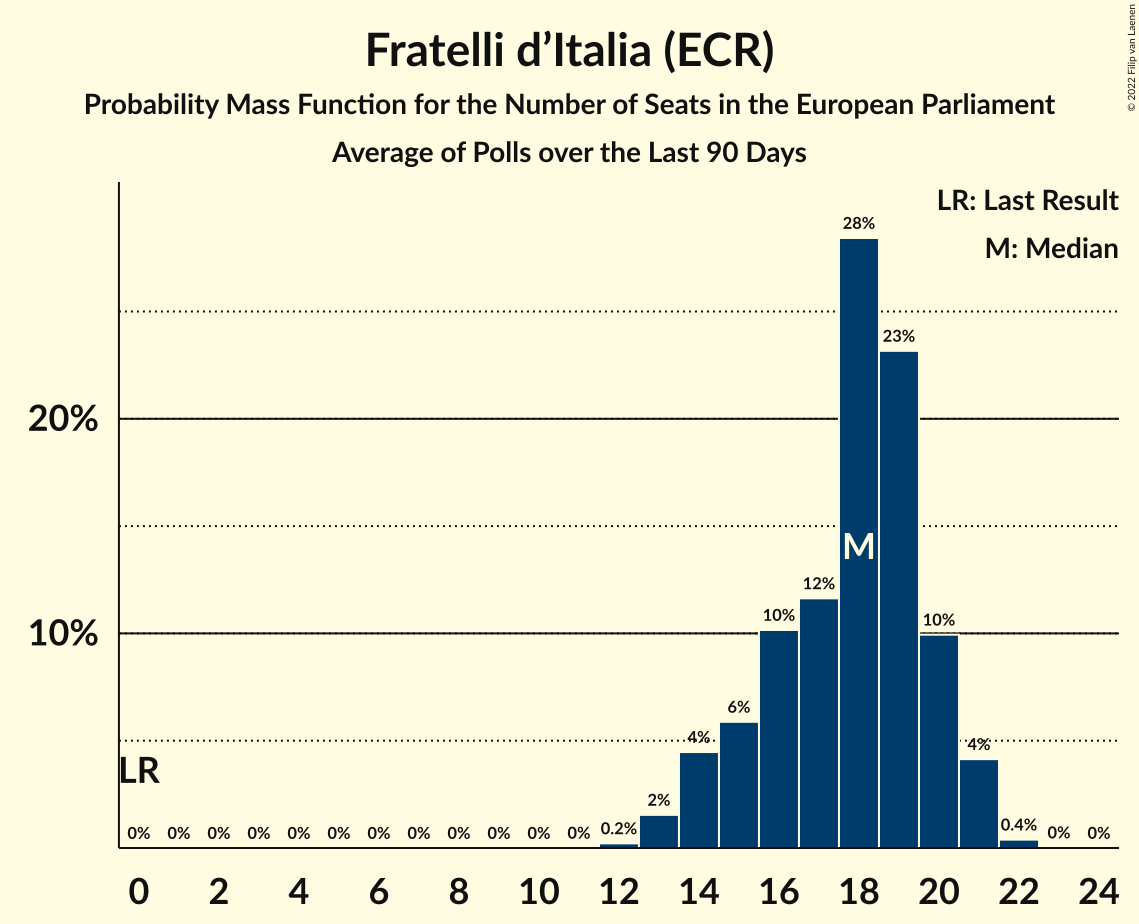 Fratelli d’Italia (ECR)
Probability Mass Function for the Number of Seats in the European Parliament
Average of Polls over the Last 90 Days
© 2022 Filip van Laenen
LR: Last Result
M: Median
28%
23%
20%
M
12%
10%
10%
10%
6%
4%
4%
LR
2%
0% 0% 0% 0% 0% 0% 0% 0% 0% 0% 0% 0% 0.2% 0.4% 0% 0%
0 2 4 6 8 10 12 14 16 18 20 22 24